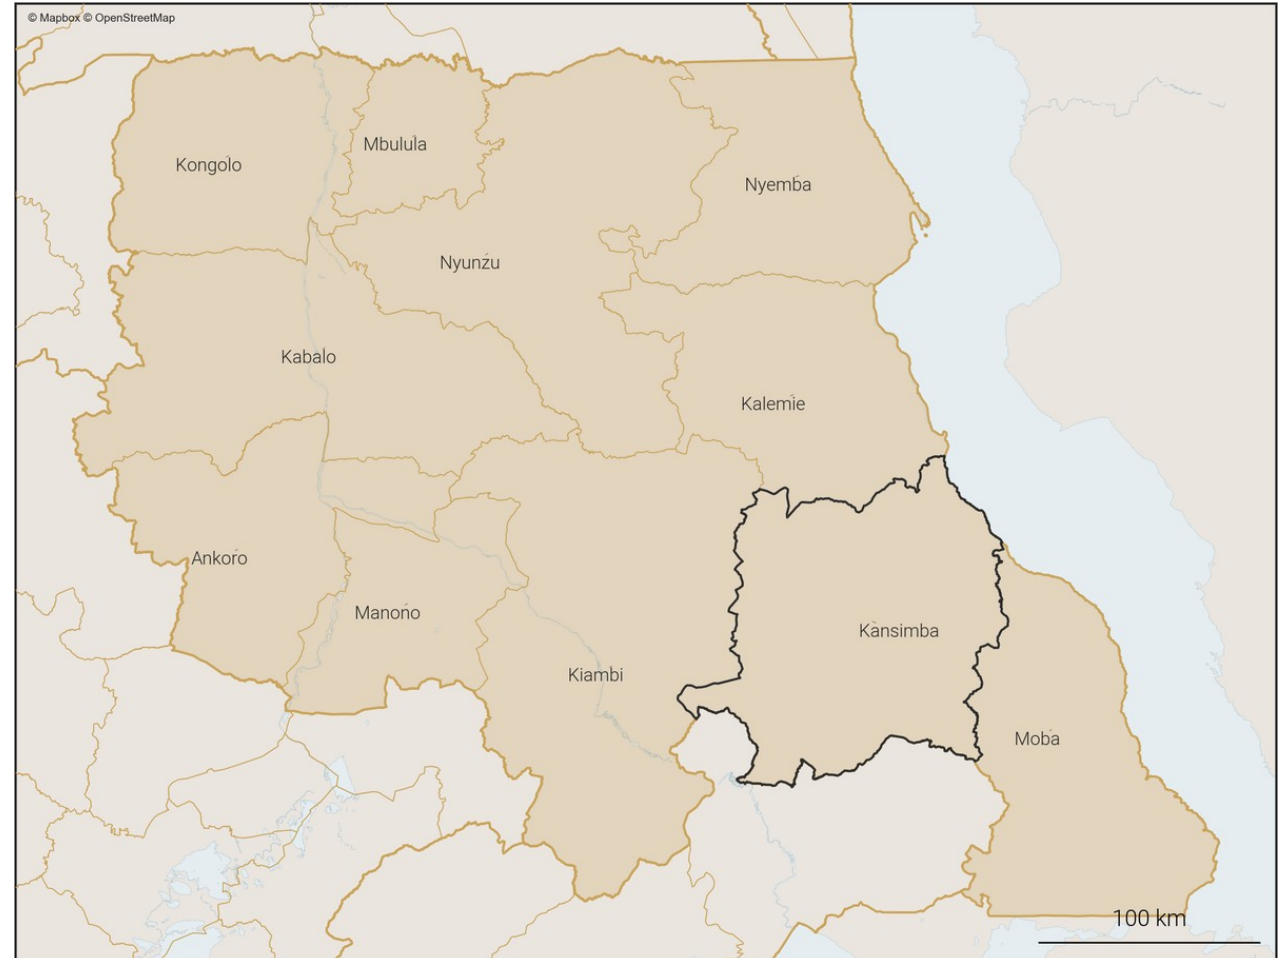 © Mapbox © OpenStreetMap
Mbulula
Kongolo
Nyemba
Nyunzu
Kabalo
Kalemie
Ankoro
Manono
Kansimba
Kiambi
Moba
100 km